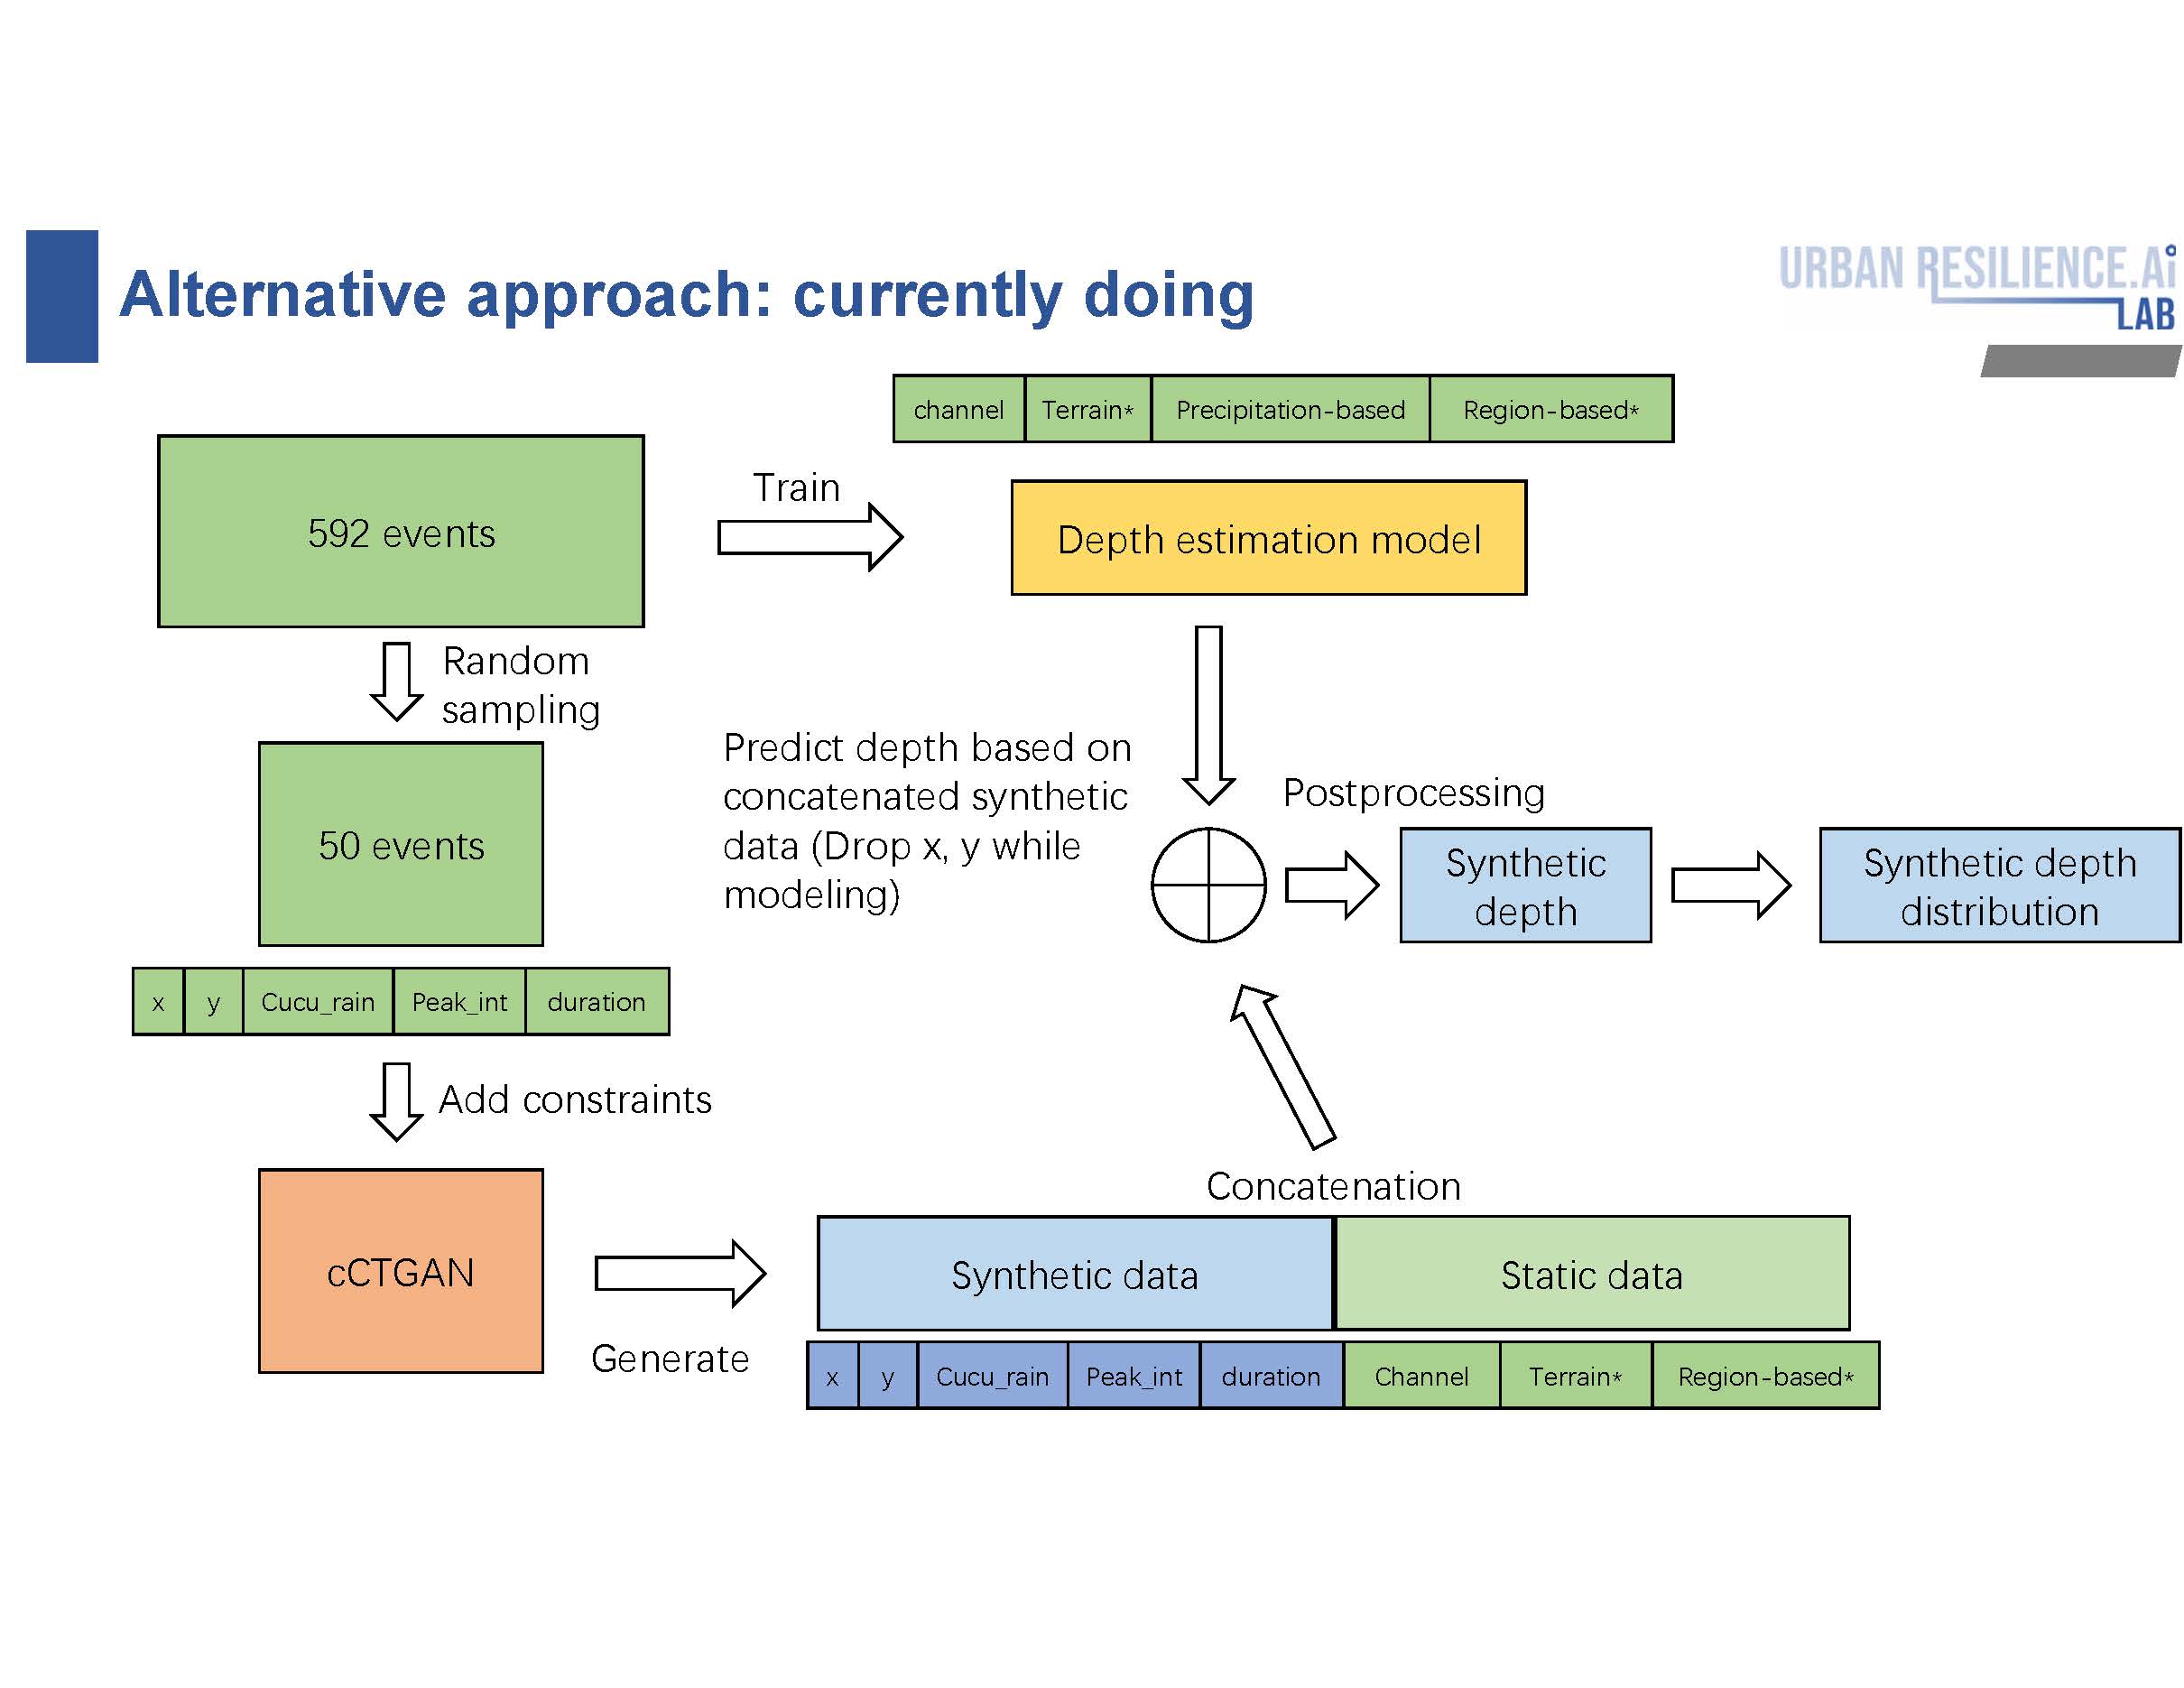 Alternative approach: currently doing
URBAN RESILIENCE.Ai
LAB
channel Terrain* Precipitation-based Region-based*
592 events
Train
Depth estimation model
Random
sampling
50 events
Predict depth based on
concatenated synthetic
data (Drop x, y while
modeling)
Postprocessing
Synthetic
depth
Synthetic depth
distribution
x y Cucu_rain Peak_int duration
Add constraints
cCTGAN
Generate
Concatenation
Synthetic data
Static data
x y Cucu_rain Peak_int duration Channel Terrain* Region-based*